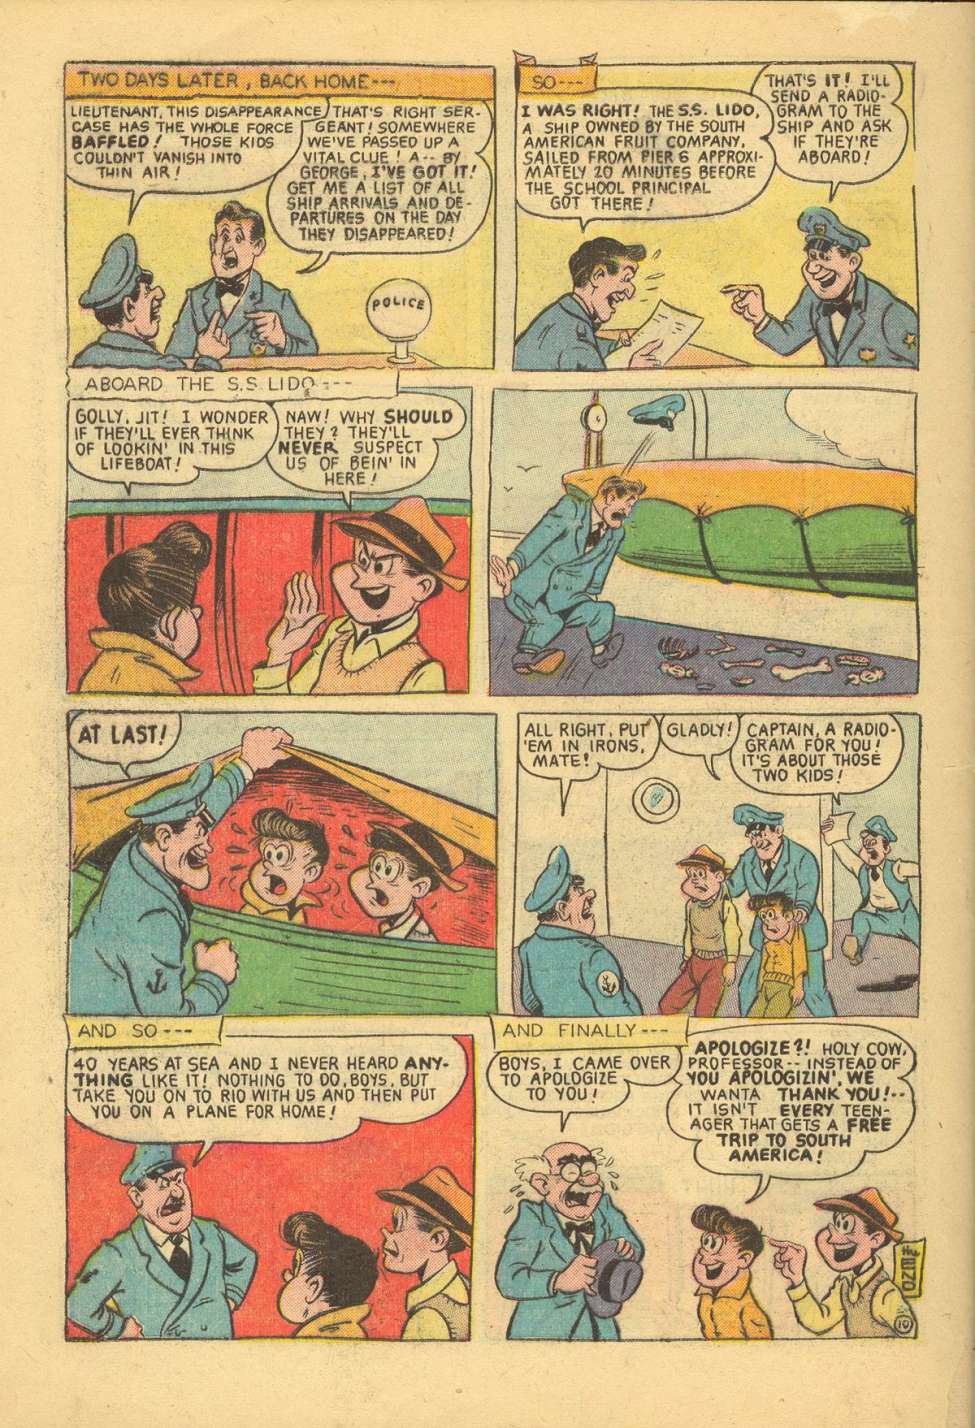 TWO DAYS LATER, BACK HOME---
LIEUTENANT, THIS DISAPPEARANCE
CASE HAS THE WHOLE FORCE
BAFFLED! THOSE KIDS
COULDN'T VANISH INTO
THIN AIR!
THAT'S RIGHT SER-
GEANT! SOMEWHERE
WE'VE PASSED UP A
VITAL CLUE! A-- BY
GEORGE, I'VE GOT IT!
GET ME A LIST OF ALL
SHIP ARRIVALS AND DE-
PARTURES ON THE DAY
THEY DISAPPEARED!
POLICE
SO---
I WAS RIGHT! THE S.S. LIDO,
A SHIP OWNED BY THE SOUTH
AMERICAN FRUIT COMPANY,
SAILED FROM PIER 6 APPROXI-
MATELY 20 MINUTES BEFORE
THE SCHOOL PRINCIPAL
GOT THERE!
THAT'S IT! I'LL
SEND A RADIO-
GRAM TO THE
SHIP AND ASK
IF THEY'RE
ABOARD!
ABOARD THE S.S. LIDO---
GOLLY, JIT! I WONDER
IF THEY'LL EVER THINK
OF LOOKIN' IN THIS
LIFEBOAT!
NAW! WHY SHOULD
THEY? THEY'LL
NEVER SUSPECT
US OF BEIN' IN
HERE!
AT LAST!
ALL RIGHT, PUT
'EM IN IRONS,
MATE!
GLADLY!
CAPTAIN, A RADIO-
GRAM FOR YOU!
IT'S ABOUT THOSE
TWO KIDS!
AND SO---
40 YEARS AT SEA AND I NEVER HEARD ANY-
THING LIKE IT! NOTHING TO DO, BOYS, BUT
TAKE YOU ON TO RIO WITH US AND THEN PUT
YOU ON A PLANE FOR HOME!
AND FINALLY---
BOYS, I CAME OVER
TO APOLOGIZE
TO YOU!
APOLOGIZE?! HOLY COW,
PROFESSOR-- INSTEAD OF
YOU APOLOGIZIN', WE
WANTA THANK YOU!--
IT ISN'T EVERY TEEN-
AGER THAT GETS A FREE
TRIP TO SOUTH
AMERICA!
the
END
10